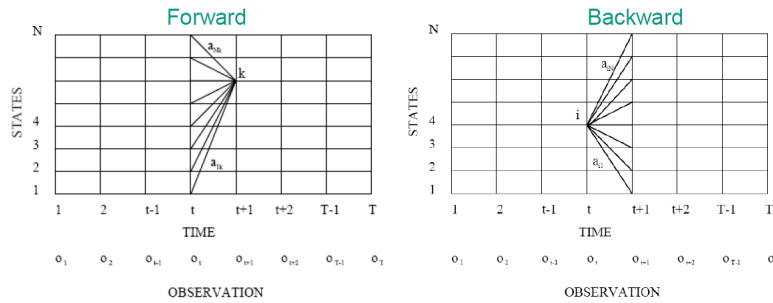 Forward
N
a_Nk
k
STATES
4
3
2
a_1k
1
1 2 t-1 t t+1 t+2 T-1 T
TIME
o_1 o_2 o_t-1 o_t o_t+1 o_t+2 o_T-1 o_T
OBSERVATION
Backward
N
a_iN
i
STATES
4
3
2
1
1 2 t-1 t t+1 t+2 T-1 T
TIME
o_1 o_2 o_t-1 o_t o_t+1 o_t+2 o_T-1 o
OBSERVATION